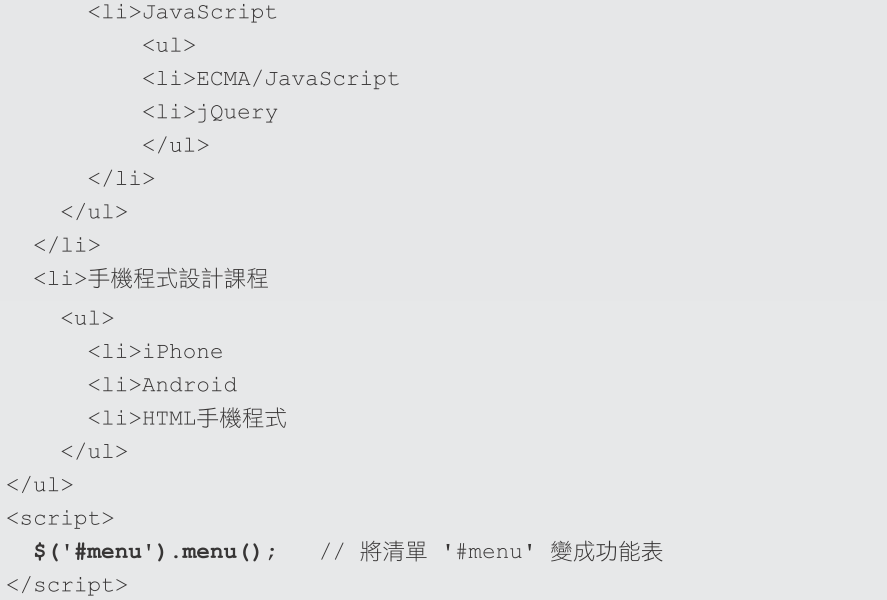 <li>JavaScript
<ul>
<li>ECMA/JavaScript
<li>jQuery
</ul>
</li>
</ul>
</li>
<li>手機程式設計課程
<ul>
<li>iPhone
<li>Android
<li>HTML手機程式
</ul>
</ul>
<script>
$('#menu').menu(); // 將清單 '#menu' 變成功能表
</script>